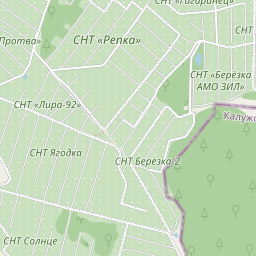 СНТ «Гагаринец»
Протва»
СНТ «Репка»
СНТ «Берёзка
АМО ЗИЛ»
СНТ «Лира-92»
Калуж
СНТ Ягодка
СНТ Березка-2
СНТ Солнце